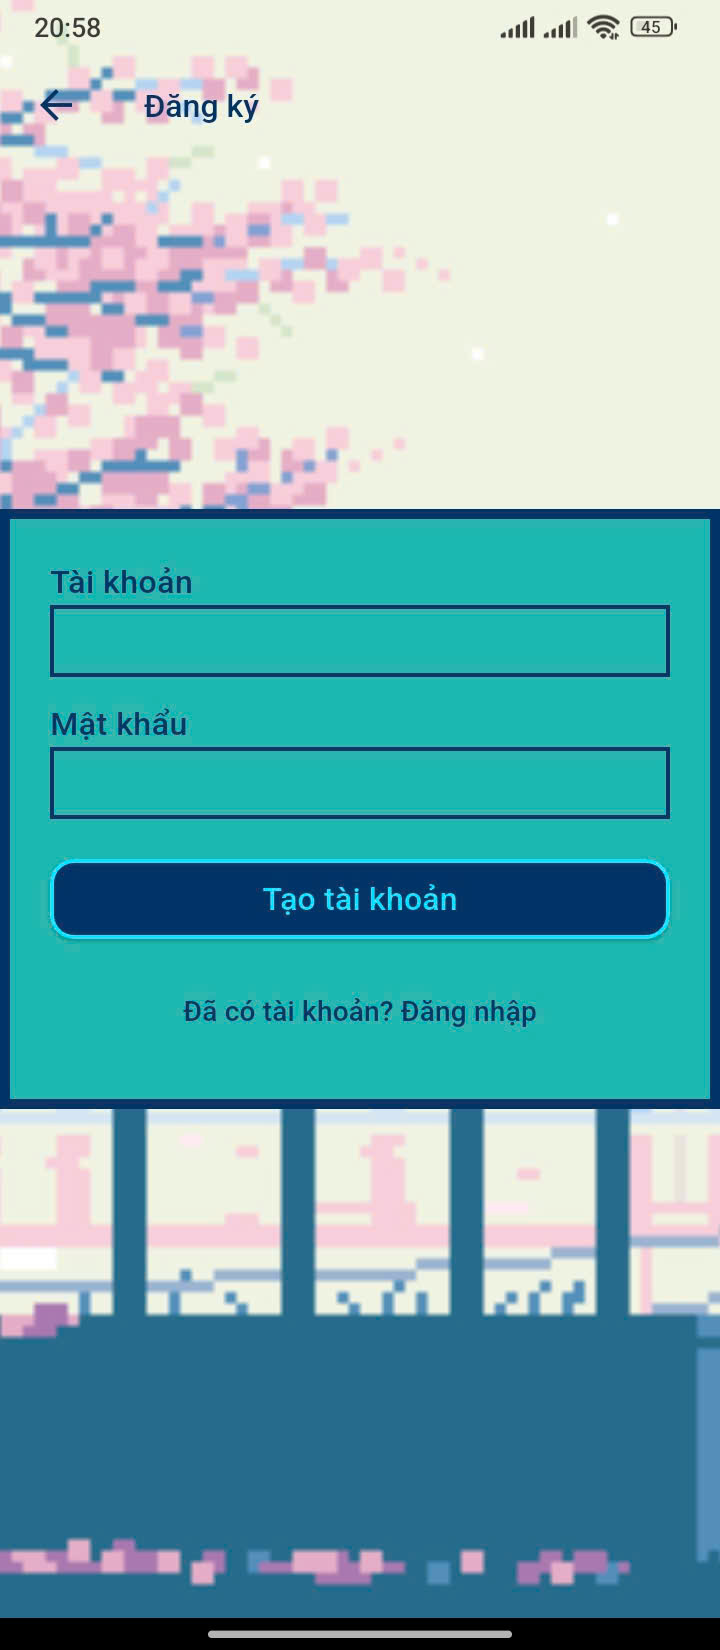 20:58
45
Đăng ký
Tài khoản
Mật khẩu
Tạo tài khoản
Đã có tài khoản? Đăng nhập